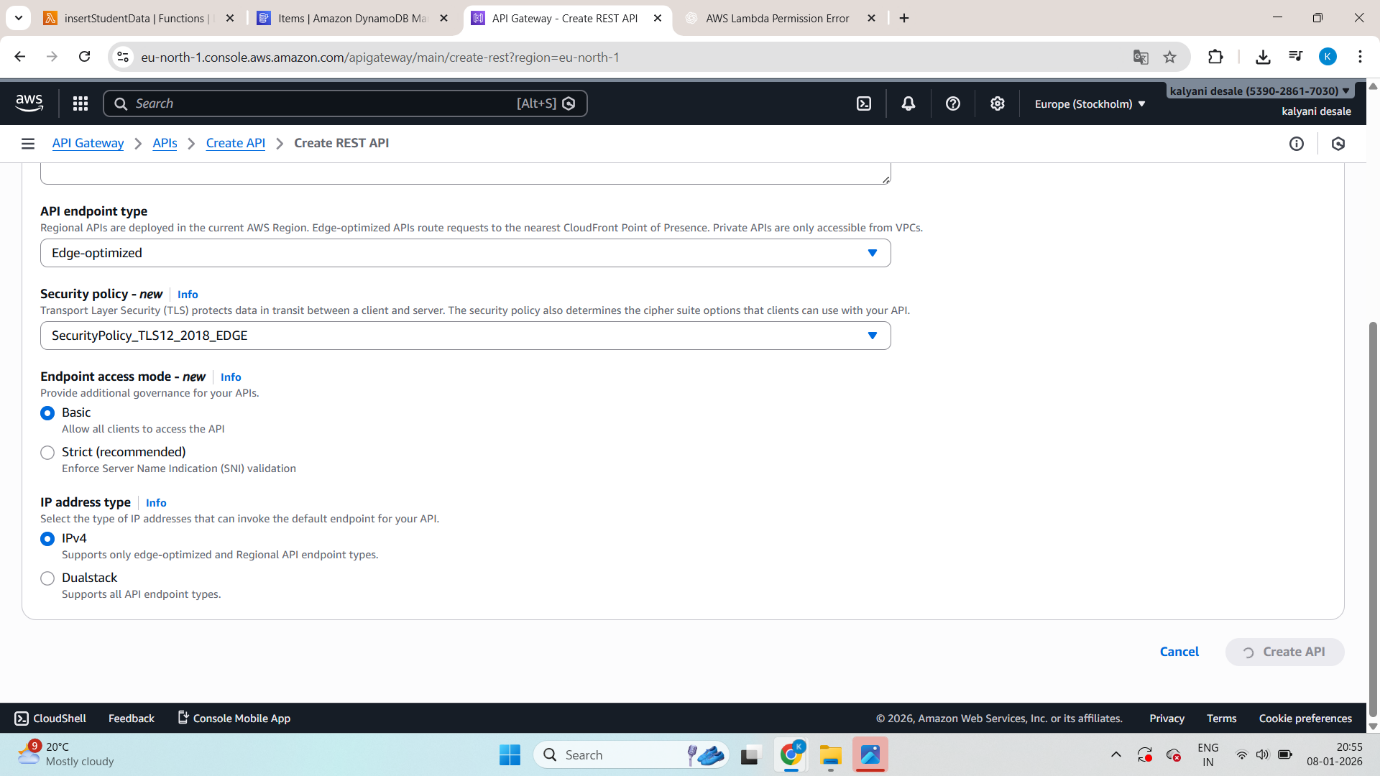 insertStudentData | Functions |
Items | Amazon DynamoDB Ma
API Gateway - Create REST API
AWS Lambda Permission Error
eu-north-1.console.aws.amazon.com/apigateway/main/create-rest?region=eu-north-1
K
aws
Search
[Alt+S]
Europe (Stockholm)
kalyani desale (5390-2861-7030)
kalyani desale
API Gateway
APIs
Create API
Create REST API
API endpoint type
Regional APIs are deployed in the current AWS Region. Edge-optimized APIs route requests to the nearest CloudFront Point of Presence. Private APIs are only accessible from VPCs.
Edge-optimized
Security policy - new
Info
Transport Layer Security (TLS) protects data in transit between a client and server. The security policy also determines the cipher suite options that clients can use with your API.
SecurityPolicy_TLS12_2018_EDGE
Endpoint access mode - new
Info
Provide additional governance for your APIs.
Basic
Allow all clients to access the API
Strict (recommended)
Enforce Server Name Indication (SNI) validation
IP address type
Info
Select the type of IP addresses that can invoke the default endpoint for your API.
IPv4
Supports only edge-optimized and Regional API endpoint types.
Dualstack
Supports all API endpoint types.
Cancel
Create API
CloudShell
Feedback
Console Mobile App
© 2026, Amazon Web Services, Inc. or its affiliates.
Privacy
Terms
Cookie preferences
9
20°C
Mostly cloudy
Search
K
ENG
IN
20:55
08-01-2026